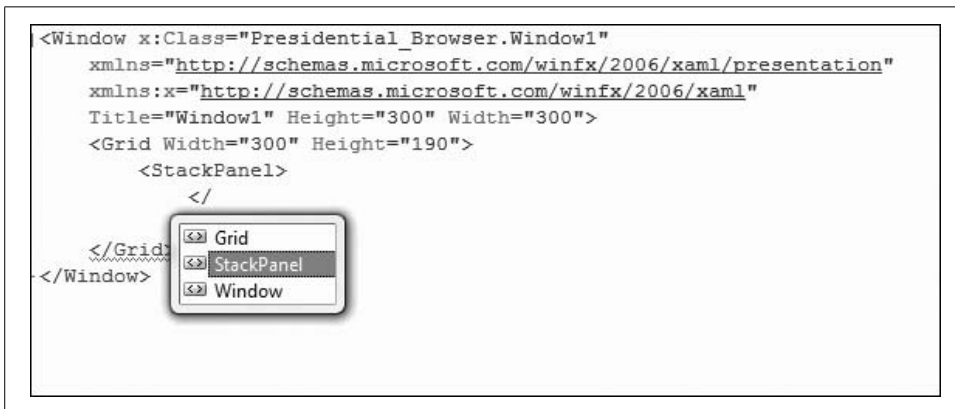 <Window x:Class="Presidential_Browser.Window1"
xmlns="http://schemas.microsoft.com/winfx/2006/xaml/presentation"
xmlns:x="http://schemas.microsoft.com/winfx/2006/xaml"
Title="Window1" Height="300" Width="300">
<Grid Width="300" Height="190">
<StackPanel>
</
Grid
</Grid>
StackPanel
</Window>
Window